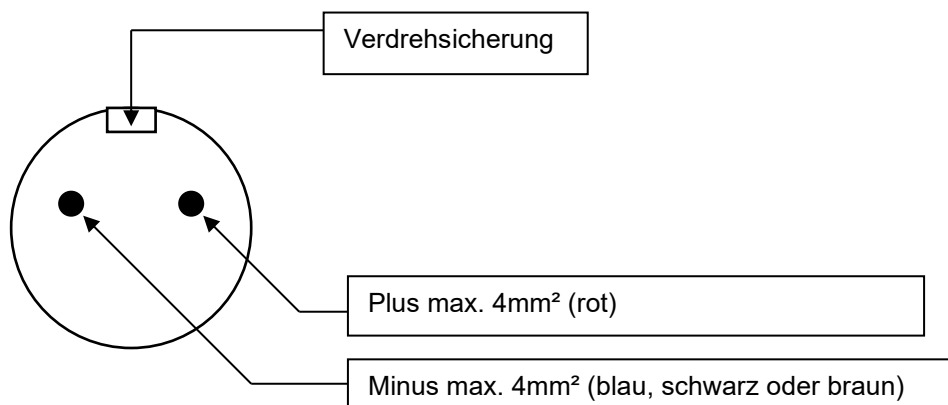 Verdrehsicherung
Plus max. 4mm² (rot)
Minus max. 4mm² (blau, schwarz oder braun)